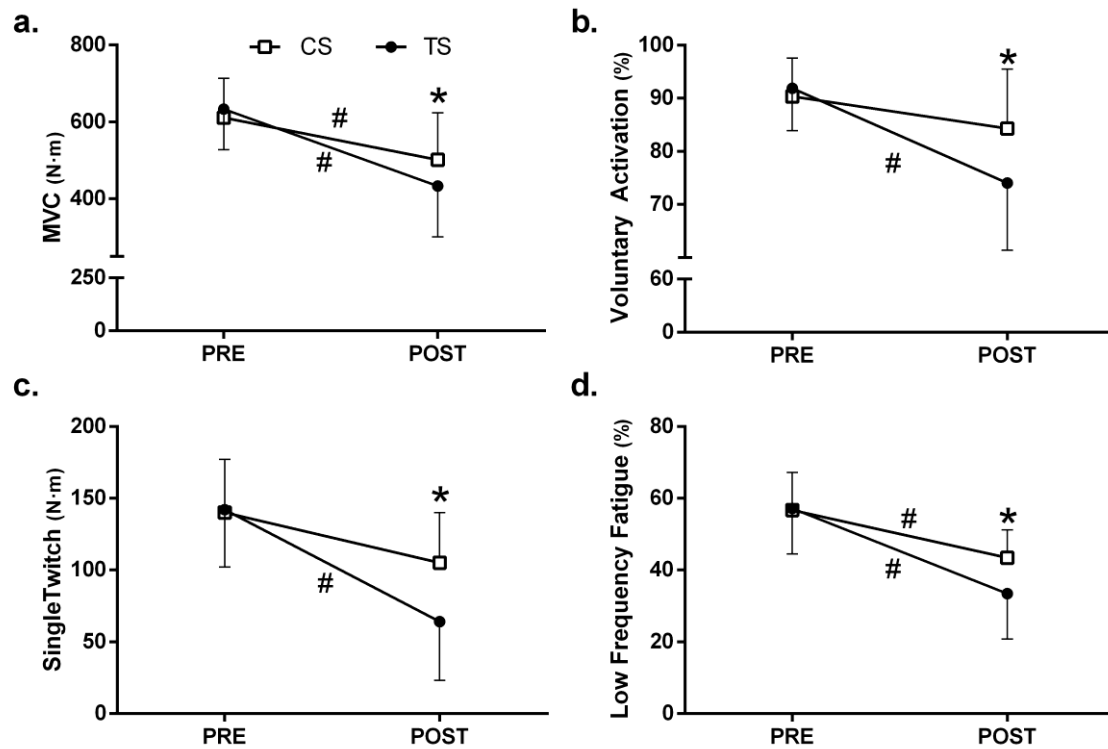 a.
CS TS
MVC (N·m)
800
600
400
250
0
*
#
#
PRE POST
b.
Voluntary Activation (%)
100
90
80
70
60
0
*
#
PRE POST
c.
SingleTwitch (N·m)
200
150
100
50
0
*
#
PRE POST
d.
Low Frequency Fatigue (%)
80
60
40
20
0
#
*
#
PRE POST